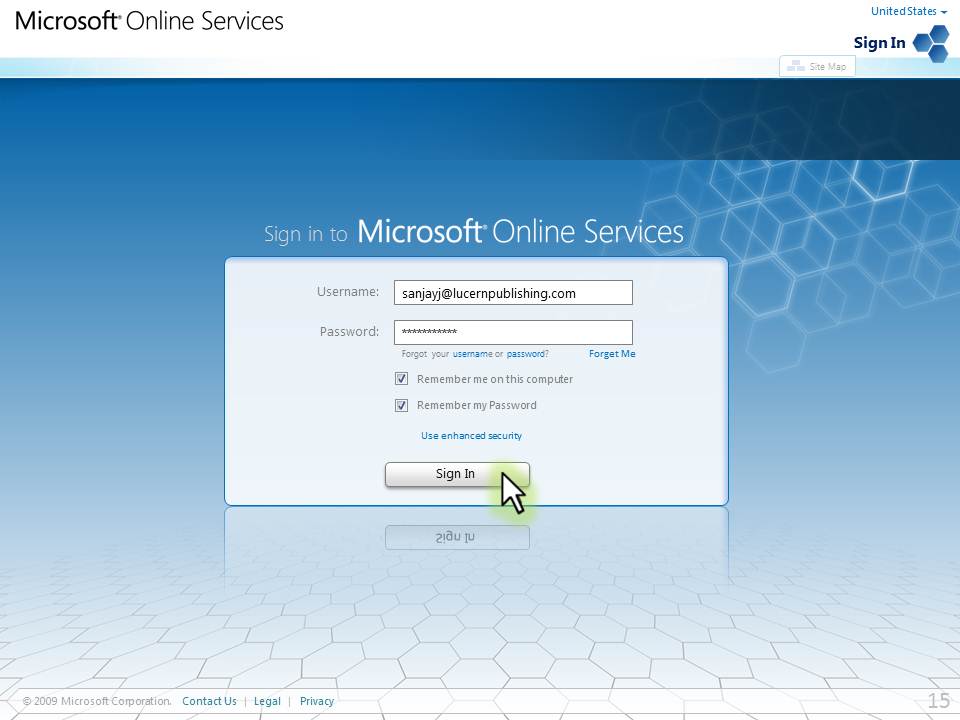 Microsoft® Online Services
United States
Sign In
Site Map
Sign in to Microsoft® Online Services
Username: sanjayj@lucernpublishing.com
Password: ***********
Forgot your username or password? Forget Me
Remember me on this computer
Remember my Password
Use enhanced security
Sign In
Sign In
© 2009 Microsoft Corporation. Contact Us | Legal | Privacy
15